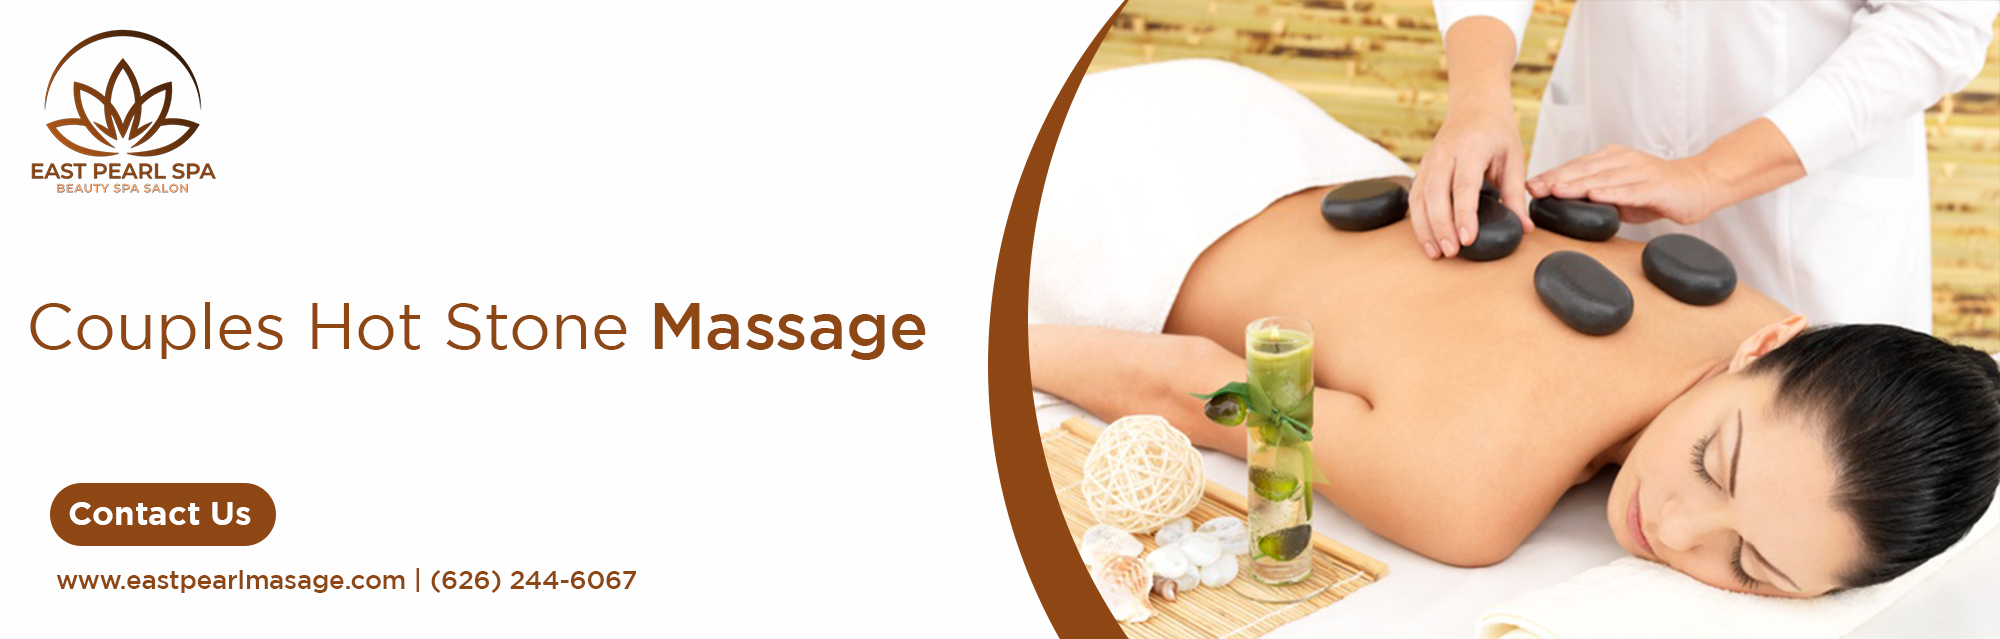 EAST PEARL SPA
BEAUTY SPA SALON
Couples Hot Stone Massage
Contact Us
www.eastpearlmasage.com | (626) 244-6067